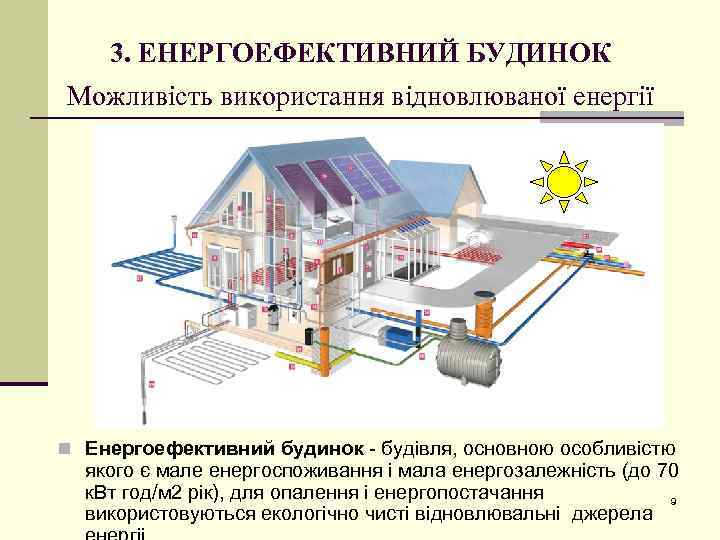 3. ЕНЕРГОЕФЕКТИВНИЙ БУДИНОК
Можливість використання відновлюваної енергії
Енергоефективний будинок - будівля, основною особливістю
якого є мале енергоспоживання і мала енергозалежність (до 70
кВт год/м2 рік), для опалення і енергопостачання
використовуються екологічно чисті відновлювальні джерела
енергії
9